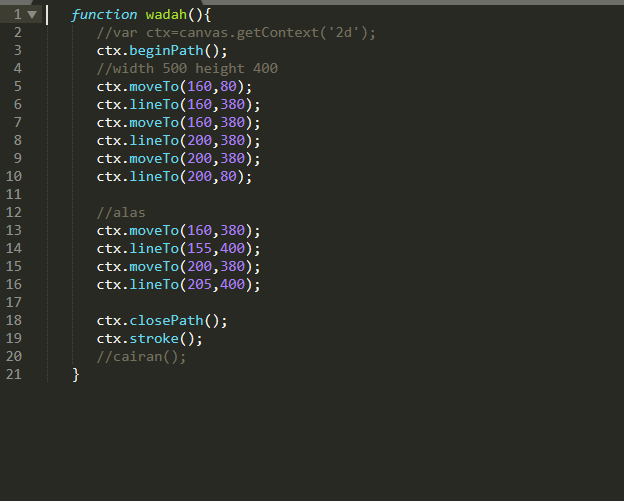 1 function wadah(){
2 //var ctx=canvas.getContext('2d');
3 ctx.beginPath();
4 //width 500 height 400
5 ctx.moveTo(160,80);
6 ctx.lineTo(160,380);
7 ctx.moveTo(160,380);
8 ctx.lineTo(200,380);
9 ctx.moveTo(200,380);
10 ctx.lineTo(200,80);
11
12 //alas
13 ctx.moveTo(160,380);
14 ctx.lineTo(155,400);
15 ctx.moveTo(200,380);
16 ctx.lineTo(205,400);
17
18 ctx.closePath();
19 ctx.stroke();
20 //cairan();
21 }